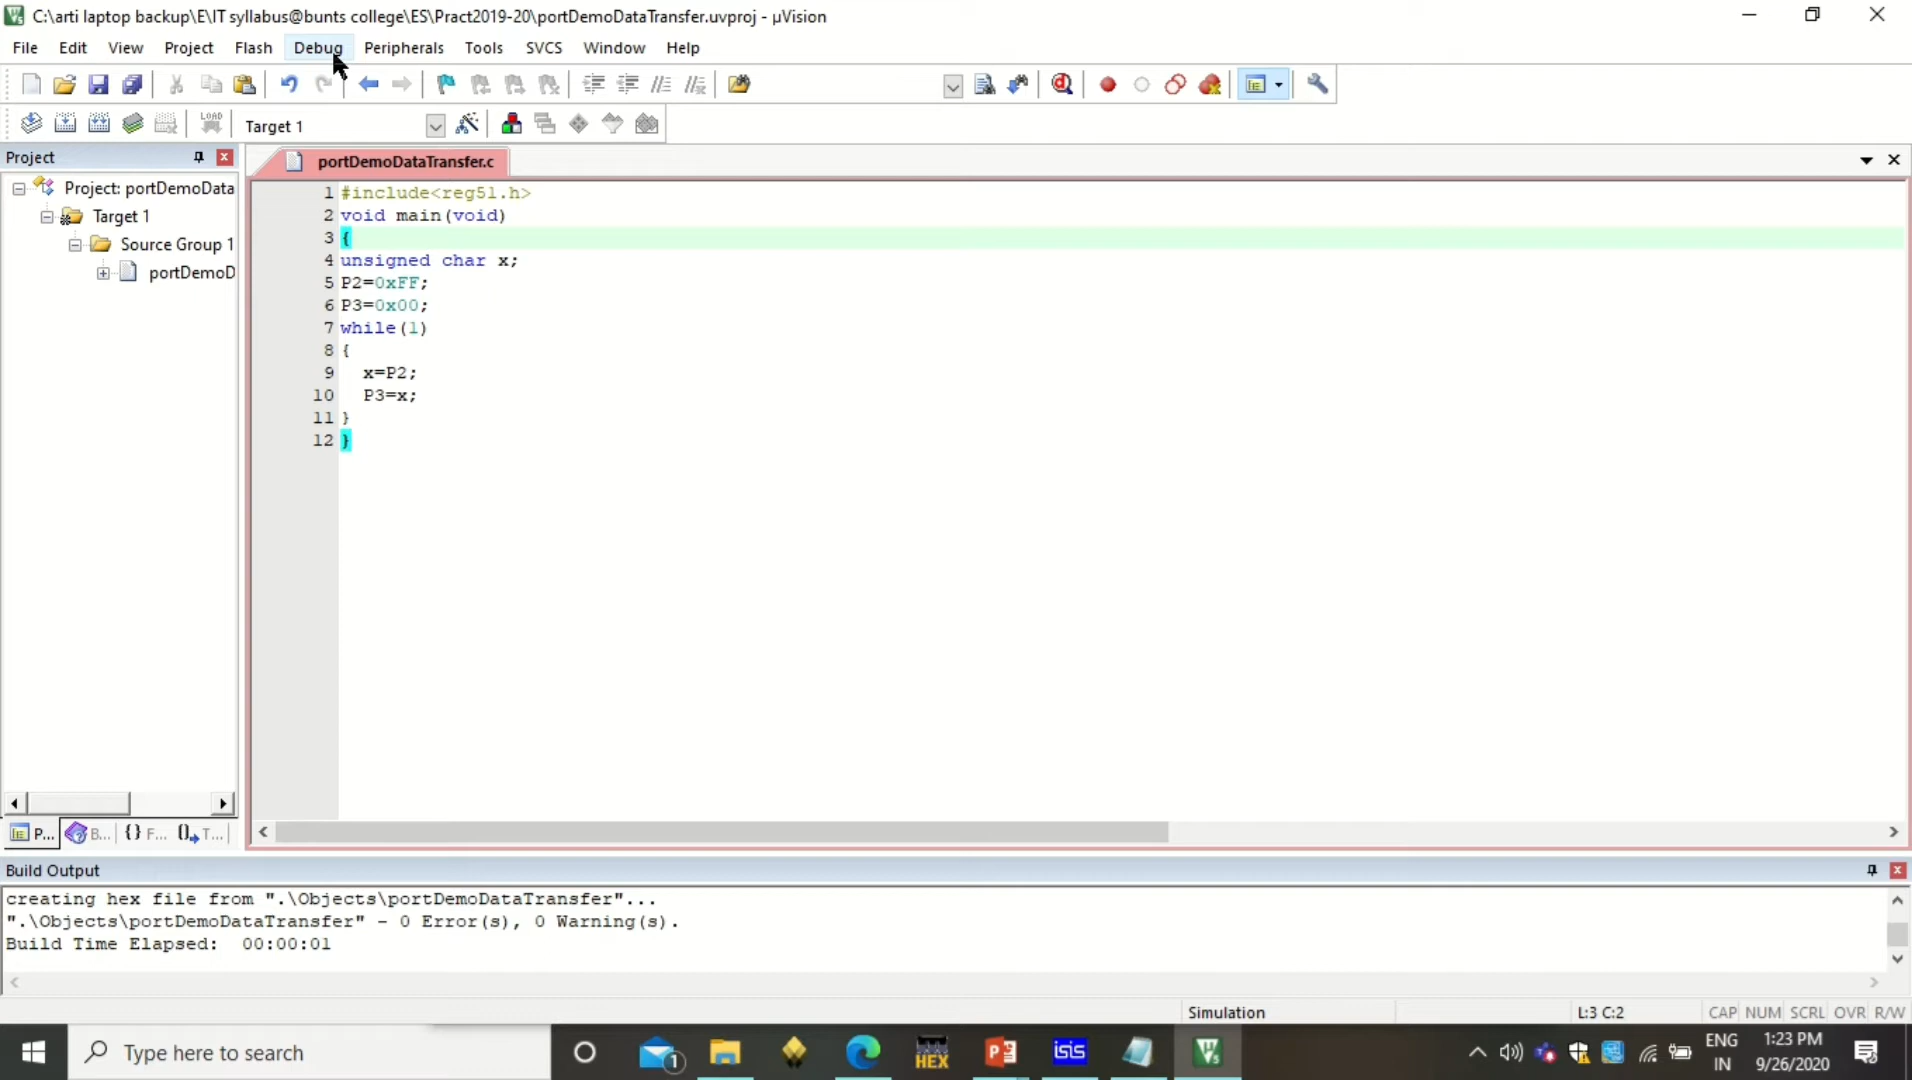 C:\arti laptop backup\E\IT syllabus@bunts college\ES\Pract2019-20\portDemoDataTransfer.uvproj - µVision
File Edit View Project Flash Debug Peripherals Tools SVCS Window Help
LOAD
Target 1
Project
portDemoDataTransfer.c
Project: portDemoData
Target 1
Source Group 1
portDemoD
1 #include<reg51.h>
2 void main(void)
3 {
4 unsigned char x;
5 P2=0xFF;
6 P3=0x00;
7 while(1)
8 {
9 x=P2;
10 P3=x;
11 }
12 }
P... B... {} F... T...
Build Output
creating hex file from ".\Objects\portDemoDataTransfer"...
".\Objects\portDemoDataTransfer" - 0 Error(s), 0 Warning(s).
Build Time Elapsed:  00:00:01
Simulation L:3 C:2 CAP NUM SCRL OVR R/W
Type here to search
1
HEX
isis
ENG
IN
1:23 PM
9/26/2020